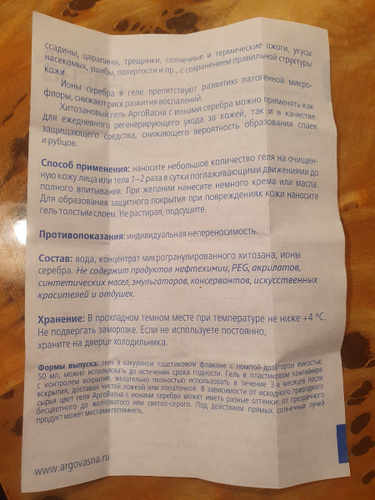 ссадины, царапины, трещинки, солнечные и термические ожоги, укусы
насекомых, ушибы, потертости и пр., с сохранением правильной структуры
кожи.
Ионы серебра в геле препятствуют развитию патогенной микро-
флоры, снижают риск развития воспалений.
Хитозановый гель АргоВасна с ионами серебра можно применять как
для ежедневного регенерирующего ухода за кожей, так и в качестве
защищающего средства, снижающего вероятность образования спаек
и рубцов.
Способ применения: наносите небольшое количество геля на очищен-
ную кожу лица или тела 1–2 раза в сутки поглаживающими движениями до
полного впитывания. При желании нанесите немного крема или масла.
Для образования защитного покрытия при повреждениях кожи наносите
гель толстым слоем. Не растирая, подсушите.
Противопоказания: индивидуальная непереносимость.
Состав: вода, концентрат микрогранулированного хитозана, ионы
серебра. Не содержит продуктов нефтехимии, PEG, акрилатов,
синтетических масел, эмульгаторов, консервантов, искусственных
красителей и отдушек.
Хранение: В прохладном темном месте при температуре не ниже +4 °С.
Не подвергать заморозке. Если не используете постоянно,
храните на дверце холодильника.
Формы выпуска: гель в вакуумном пластиковом флаконе с помпой-дозатором емкостью
50 мл, можно использовать до истечения срока годности. Гель в пластиковом контейнере
с контролем вскрытия, желательно полностью использовать в течение 3-х месяцев после
вскрытия, доставая чистой ложкой или лопаточкой. В зависимости от исходного природного
сырья цвет геля АргоВасна с ионами серебра может иметь разные оттенки: от прозрачного
бесцветного до желтоватого или светло-серого. Под действием прямых солнечных лучей
продукт может местами потемнеть.
www.argovasna.ru